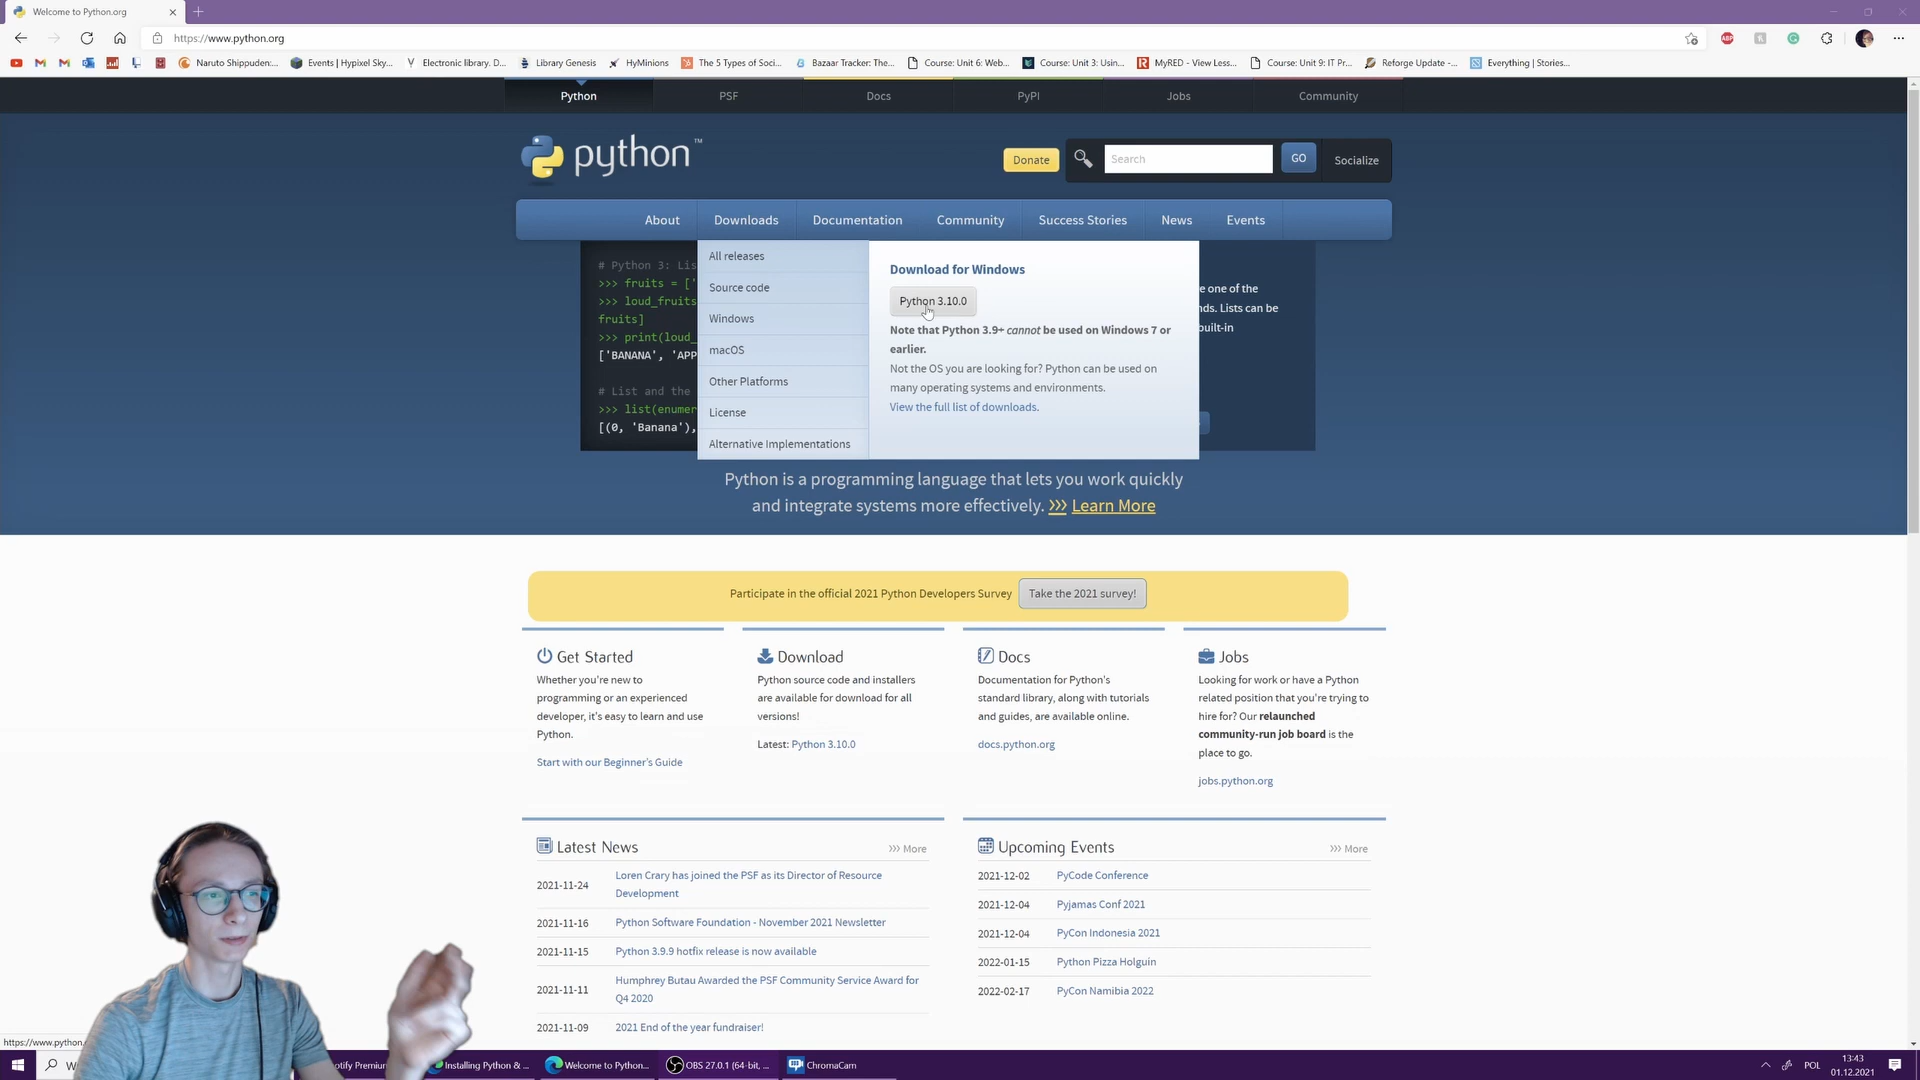 Welcome to Python.org
https://www.python.org
Naruto Shippuden:...
Events | Hypixel Sky...
Electronic library. D...
Library Genesis
HyMinions
The 5 Types of Soci...
Bazaar Tracker: The...
Course: Unit 6: Web...
Course: Unit 3: Usin...
MyRED - View Less...
Course: Unit 9: IT Pr...
Reforge Update -...
Everything | Stories...
Python
PSF
Docs
PyPI
Jobs
Community
python™
Donate
Search
GO
Socialize
About
Downloads
Documentation
Community
Success Stories
News
Events
# Python 3: Lis
>>> fruits = ['
>>> loud_fruits
fruits]
>>> print(loud_
['BANANA', 'APP
# List and the
>>> list(enumer
[(0, 'Banana'),
All releases
Source code
Windows
macOS
Other Platforms
License
Alternative Implementations
Download for Windows
Python 3.10.0
Note that Python 3.9+ cannot be used on Windows 7 or
earlier.
Not the OS you are looking for? Python can be used on
many operating systems and environments.
View the full list of downloads.
e one of the
nds. Lists can be
built-in
Python is a programming language that lets you work quickly
and integrate systems more effectively. >>> Learn More
Participate in the official 2021 Python Developers Survey
Take the 2021 survey!
Get Started
Whether you're new to
programming or an experienced
developer, it's easy to learn and use
Python.
Start with our Beginner's Guide
Download
Python source code and installers
are available for download for all
versions!
Latest: Python 3.10.0
Docs
Documentation for Python's
standard library, along with tutorials
and guides, are available online.
docs.python.org
Jobs
Looking for work or have a Python
related position that you're trying to
hire for? Our relaunched
community-run job board is the
place to go.
jobs.python.org
Latest News
>>> More
2021-11-24
Loren Crary has joined the PSF as its Director of Resource
Development
2021-11-16
Python Software Foundation - November 2021 Newsletter
2021-11-15
Python 3.9.9 hotfix release is now available
2021-11-11
Humphrey Butau Awarded the PSF Community Service Award for
Q4 2020
2021-11-09
2021 End of the year fundraiser!
Upcoming Events
>>> More
2021-12-02
PyCode Conference
2021-12-04
Pyjamas Conf 2021
2021-12-04
PyCon Indonesia 2021
2022-01-15
Python Pizza Holguin
2022-02-17
PyCon Namibia 2022
https://www.python.
W
otify Premium
Installing Python & ...
Welcome to Python...
OBS 27.0.1 (64-bit, ...
ChromaCam
POL
13:43
01.12.2021